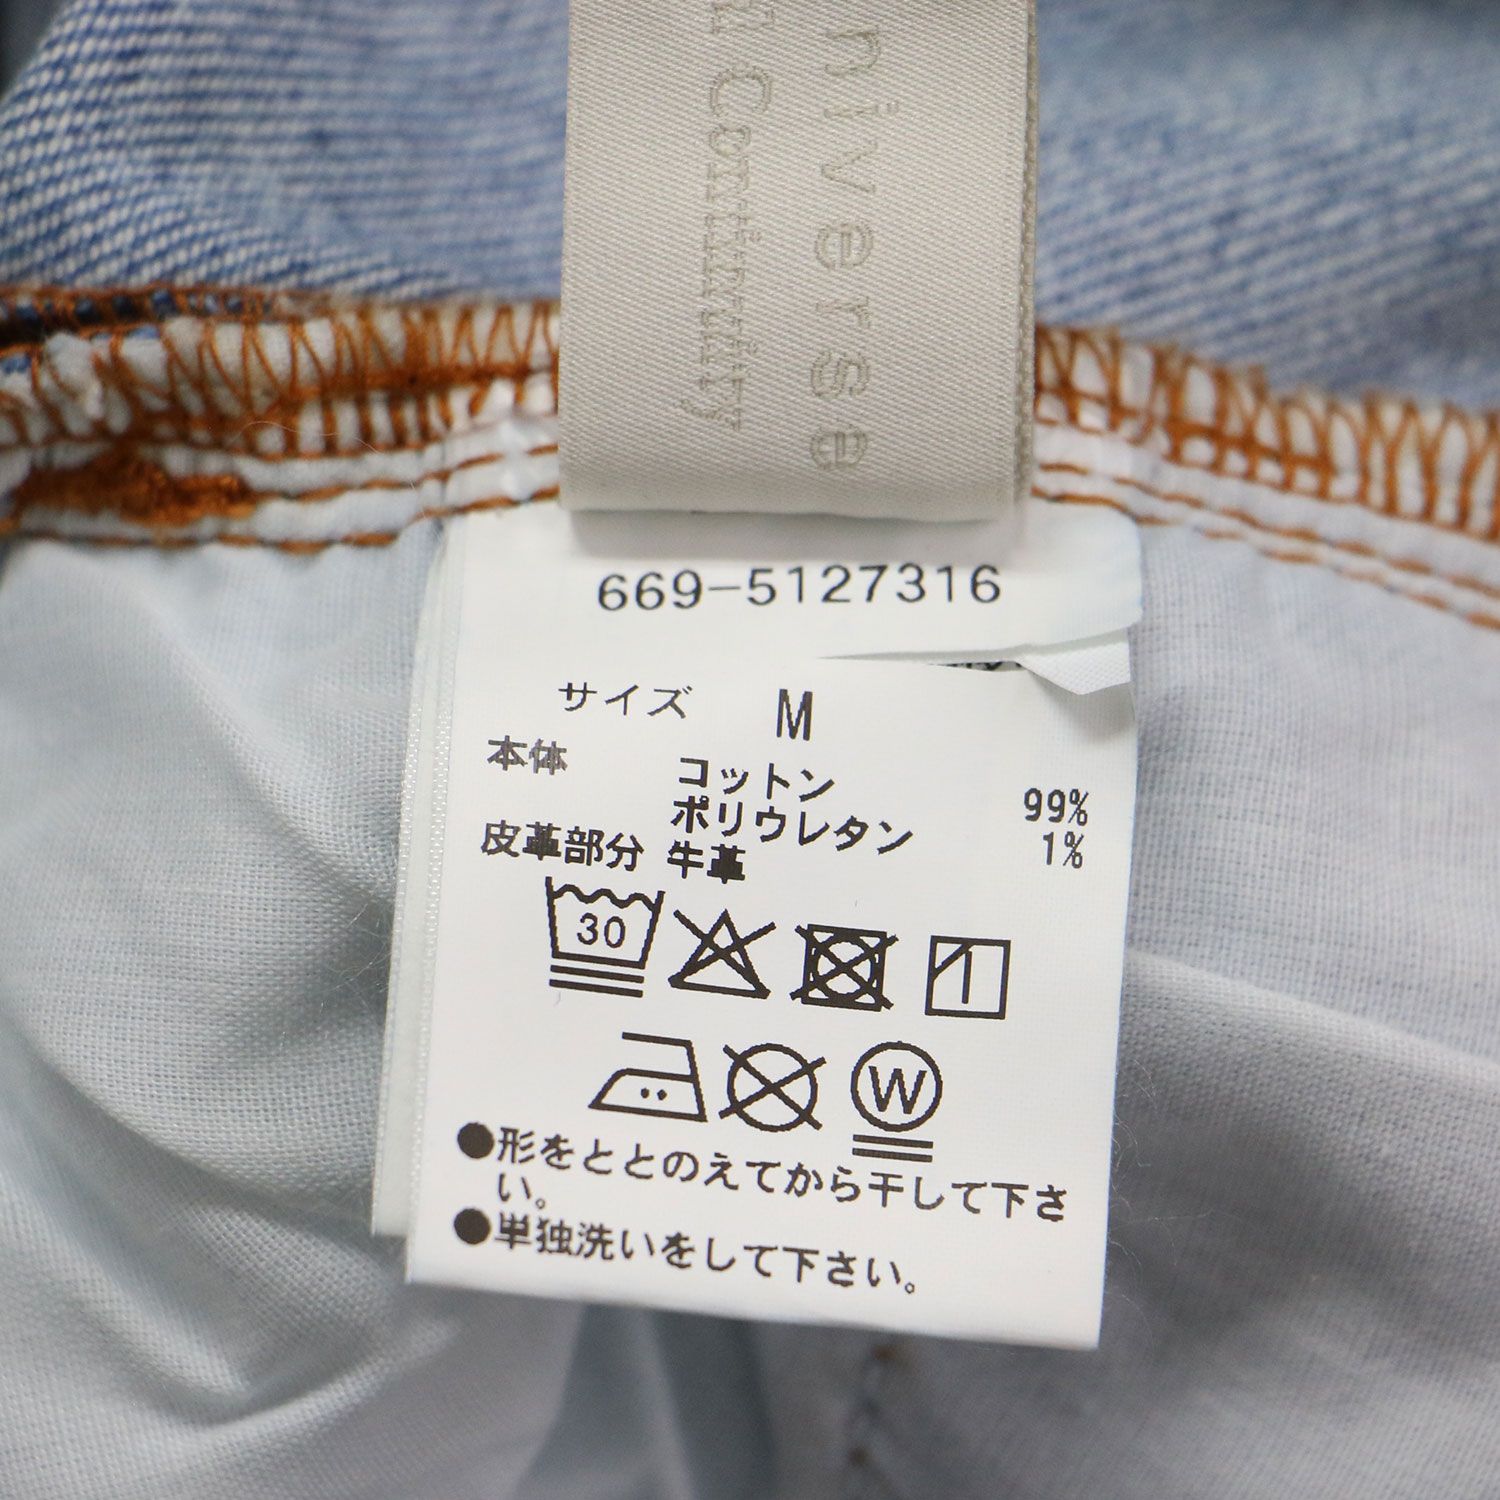 niverse
Continuity
669-5127316
サイズ M
本体 コットン 99%
ポリウレタン 1%
皮革部分 牛革
30
W
●形をととのえてから干して下さ
い。
●単独洗いをして下さい。